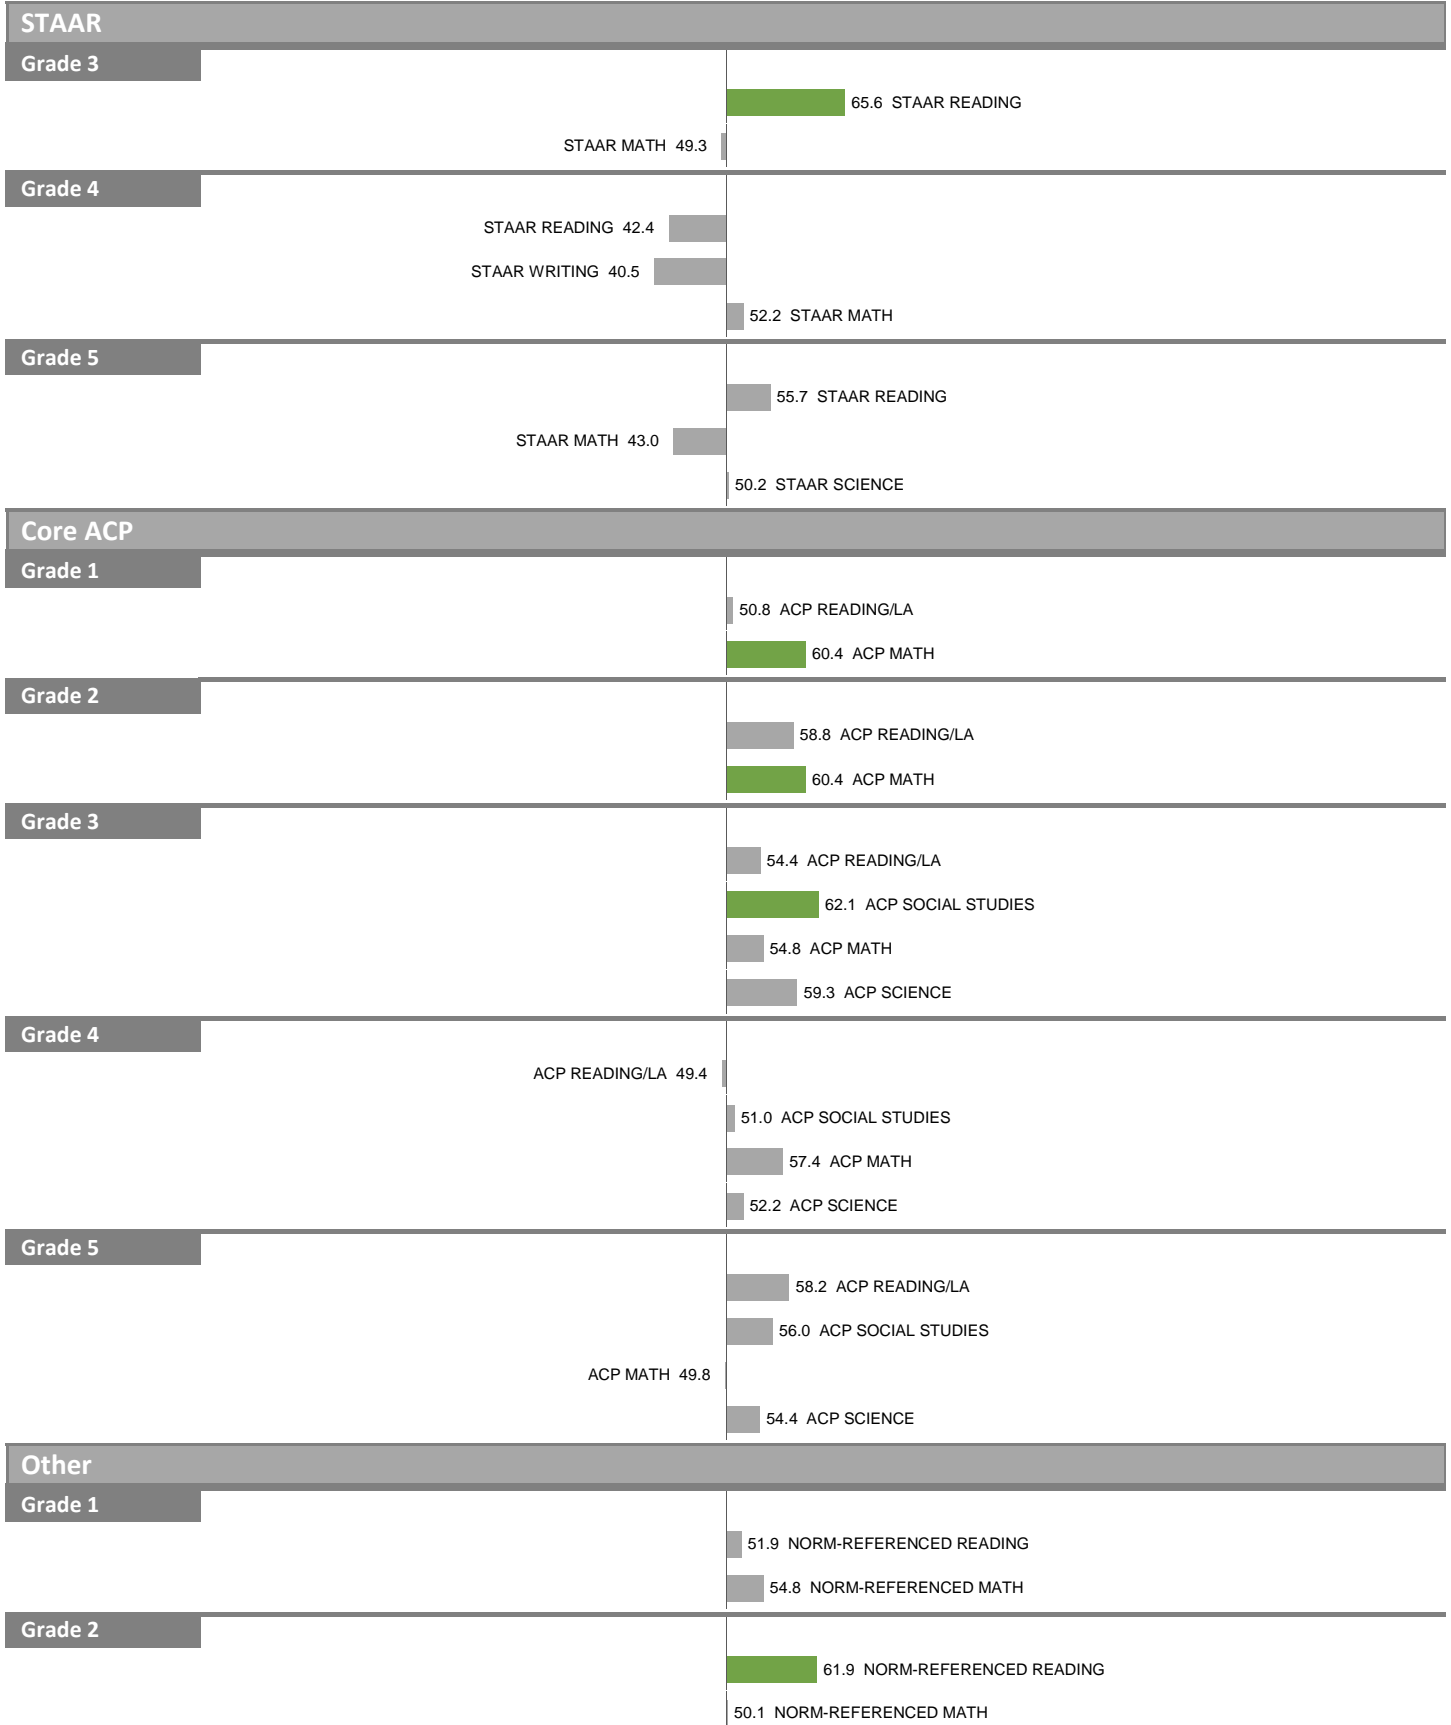 STAAR
Grade 3
65.6 STAAR READING
STAAR MATH 49.3
Grade 4
STAAR READING 42.4
STAAR WRITING 40.5
52.2 STAAR MATH
Grade 5
55.7 STAAR READING
STAAR MATH 43.0
50.2 STAAR SCIENCE
Core ACP
Grade 1
50.8 ACP READING/LA
60.4 ACP MATH
Grade 2
58.8 ACP READING/LA
60.4 ACP MATH
Grade 3
54.4 ACP READING/LA
62.1 ACP SOCIAL STUDIES
54.8 ACP MATH
59.3 ACP SCIENCE
Grade 4
ACP READING/LA 49.4
51.0 ACP SOCIAL STUDIES
57.4 ACP MATH
52.2 ACP SCIENCE
Grade 5
58.2 ACP READING/LA
56.0 ACP SOCIAL STUDIES
ACP MATH 49.8
54.4 ACP SCIENCE
Other
Grade 1
51.9 NORM-REFERENCED READING
54.8 NORM-REFERENCED MATH
Grade 2
61.9 NORM-REFERENCED READING
50.1 NORM-REFERENCED MATH